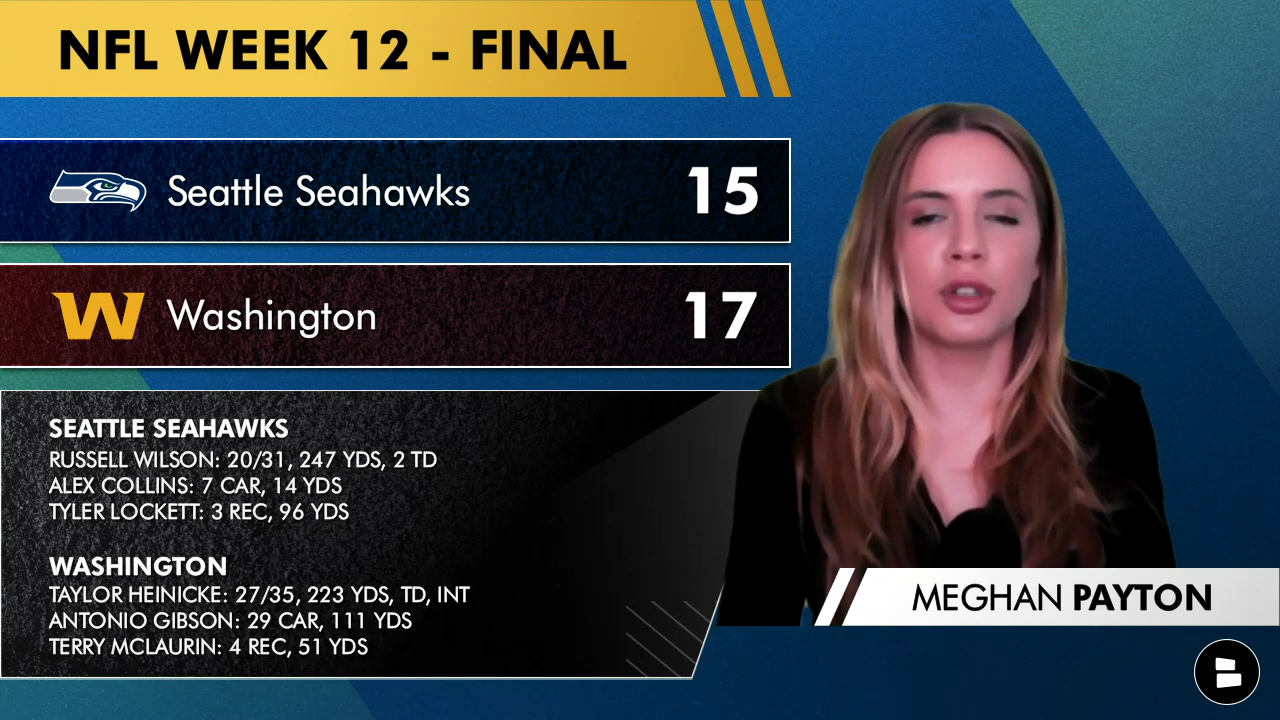 NFL WEEK 12 - FINAL
Seattle Seahawks 15
W Washington 17
SEATTLE SEAHAWKS
RUSSELL WILSON: 20/31, 247 YDS, 2 TD
ALEX COLLINS: 7 CAR, 14 YDS
TYLER LOCKETT: 3 REC, 96 YDS
WASHINGTON
TAYLOR HEINICKE: 27/35, 223 YDS, TD, INT
ANTONIO GIBSON: 29 CAR, 111 YDS
TERRY MCLAURIN: 4 REC, 51 YDS
MEGHAN PAYTON